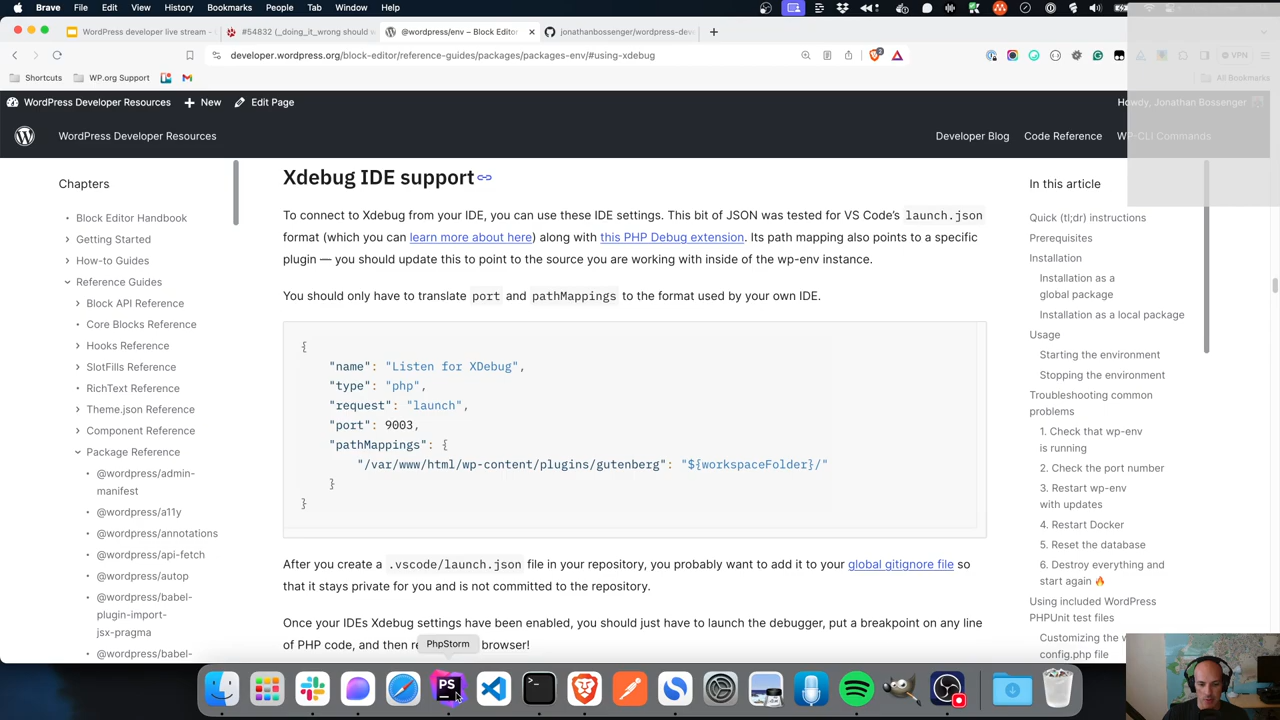 Brave File Edit View History Bookmarks Profiles Tab Window Help
WordPress developer live stream -
#54832 (_doing_it_wrong should
@wordpress/env – Block Editor
jonathanbossenger/wordpress-dev
developer.wordpress.org/block-editor/reference-guides/packages/packages-env/#using-xdebug
VPN
Shortcuts WP.org Support
All Bookmarks
WordPress Developer Resources New Edit Page
Howdy, Jonathan Bossenger
WordPress Developer Resources
Developer Blog Code Reference WP-CLI Commands
Chapters
Block Editor Handbook
Getting Started
How-to Guides
Reference Guides
Block API Reference
Core Blocks Reference
Hooks Reference
SlotFills Reference
RichText Reference
Theme.json Reference
Component Reference
Package Reference
@wordpress/admin-
manifest
@wordpress/a11y
@wordpress/annotations
@wordpress/api-fetch
@wordpress/autop
@wordpress/babel-
plugin-import-
jsx-pragma
@wordpress/babel-
Xdebug IDE support
To connect to Xdebug from your IDE, you can use these IDE settings. This bit of JSON was tested for VS Code’s launch.json
format (which you can learn more about here) along with this PHP Debug extension. Its path mapping also points to a specific
plugin — you should update this to point to the source you are working with inside of the wp-env instance.
You should only have to translate port and pathMappings to the format used by your own IDE.
{
"name": "Listen for XDebug",
"type": "php",
"request": "launch",
"port": 9003,
"pathMappings": {
"/var/www/html/wp-content/plugins/gutenberg": "${workspaceFolder}/"
}
}
After you create a .vscode/launch.json file in your repository, you probably want to add it to your global gitignore file so
that it stays private for you and is not committed to the repository.
Once your IDEs Xdebug settings have been enabled, you should just have to launch the debugger, put a breakpoint on any line
of PHP code, and then re browser!
PhpStorm
In this article
Quick (tl;dr) instructions
Prerequisites
Installation
Installation as a
global package
Installation as a local package
Usage
Starting the environment
Stopping the environment
Troubleshooting common
problems
1. Check that wp-env
is running
2. Check the port number
3. Restart wp-env
with updates
4. Restart Docker
5. Reset the database
6. Destroy everything and
start again 🔥
Using included WordPress
PHPUnit test files
Customizing the w
config.php file
PS